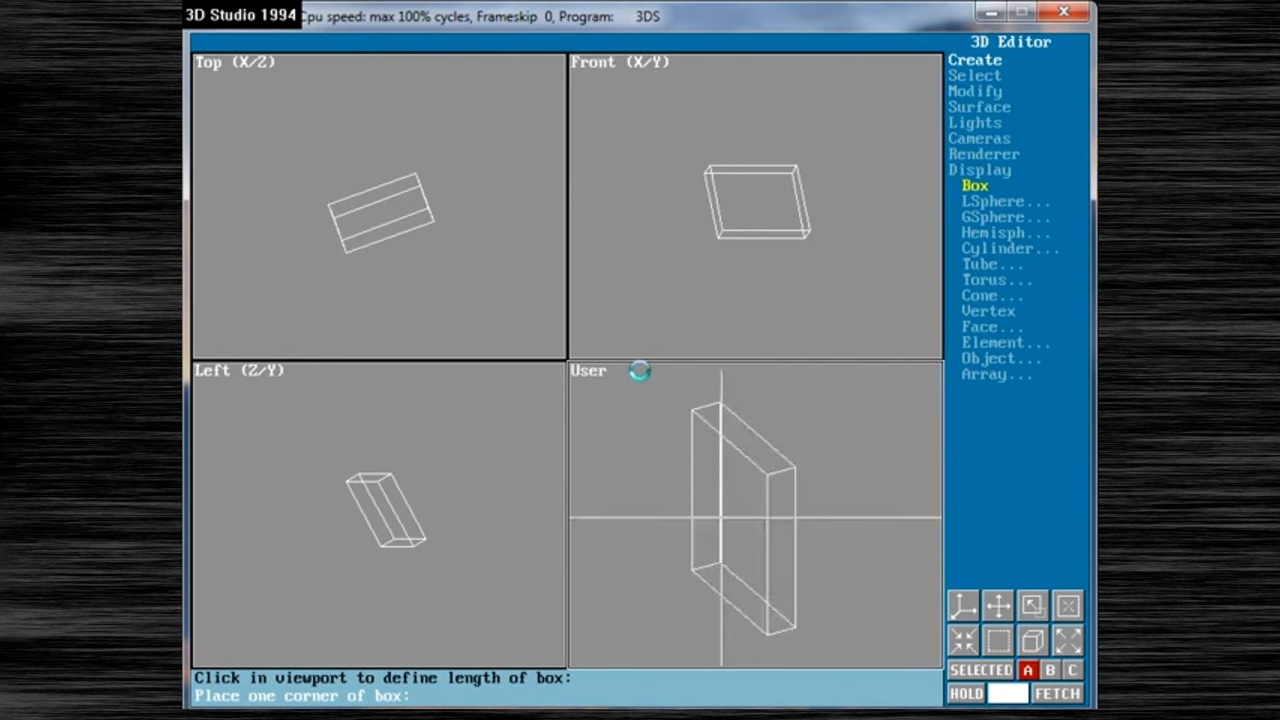 3D Studio 1994
Cpu speed: max 100% cycles, Frameskip 0, Program: 3DS
3D Editor
Top (X/Z)
Front (X/Y)
Left (Z/Y)
User
Create
Select
Modify
Surface
Lights
Cameras
Renderer
Display
Box
LSphere...
GSphere...
Hemisph...
Cylinder...
Tube...
Torus...
Cone...
Vertex
Face...
Element...
Object...
Array...
SELECTED A B C
HOLD FETCH
Click in viewport to define length of box:
Place one corner of box: